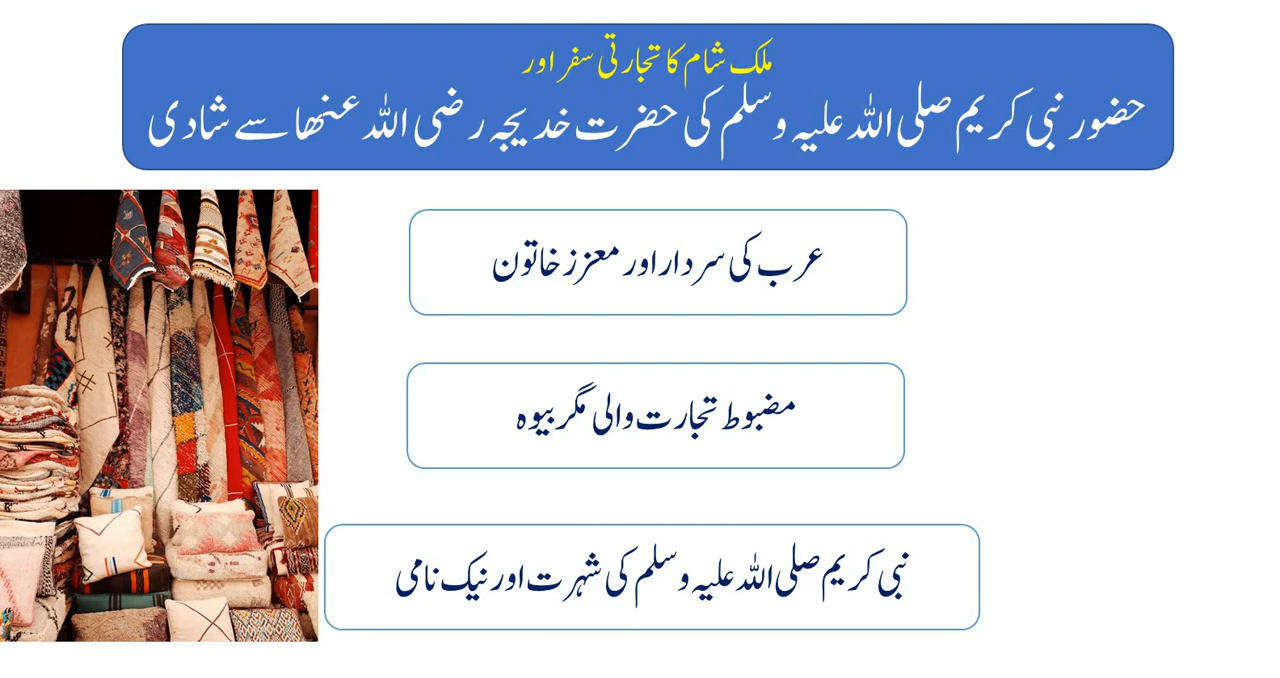 ملک شام کا تجارتی سفر اور
حضور نبی کریم صلی اللہ علیہ وسلم کی حضرت خدیجہ رضی اللہ عنھا سے شادی
عرب کی سردار اور معزز خاتون
مضبوط تجارت والی مگر بیوہ
نبی کریم صلی اللہ علیہ وسلم کی شہرت اور نیک نامی